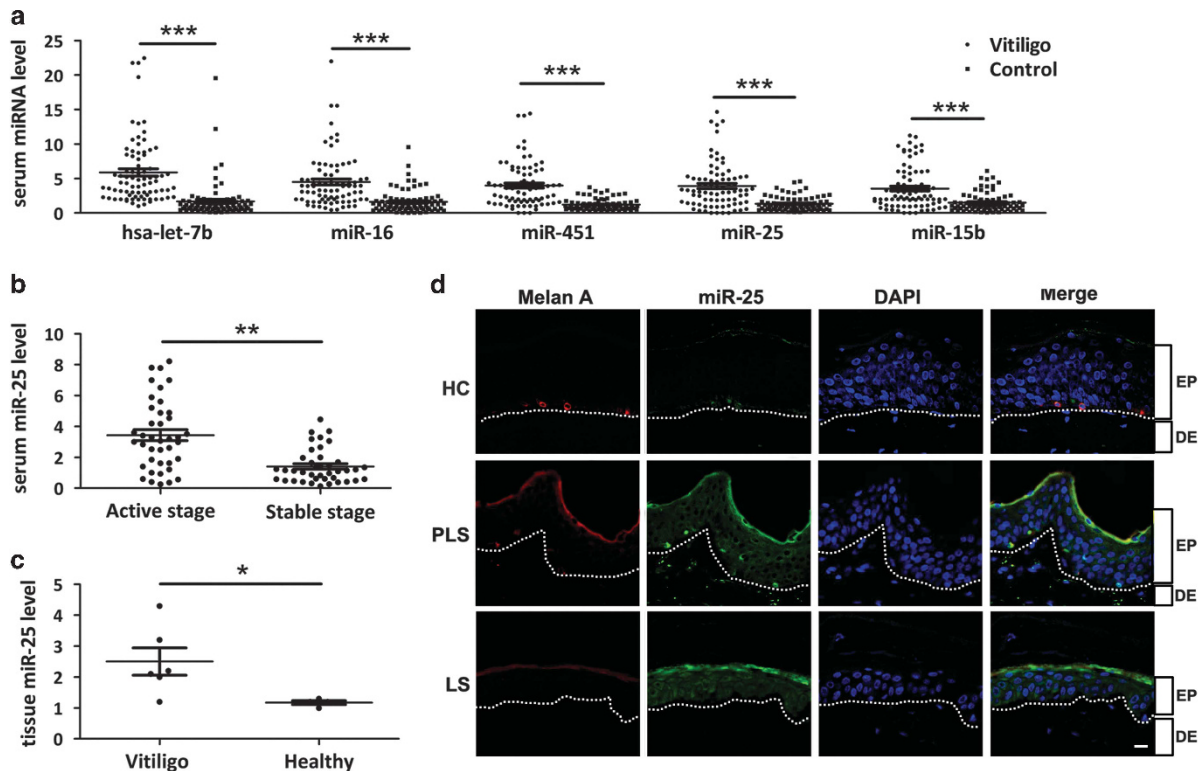 a
serum miRNA level
25
20
15
10
5
0
***
***
***
***
***
Vitiligo
Control
hsa-let-7b
miR-16
miR-451
miR-25
miR-15b
b
serum miR-25 level
10
8
6
4
2
0
**
Active stage
Stable stage
c
tissue miR-25 level
5
4
3
2
1
0
*
Vitiligo
Healthy
d
Melan A
miR-25
DAPI
Merge
HC
EP
DE
PLS
EP
DE
LS
EP
DE